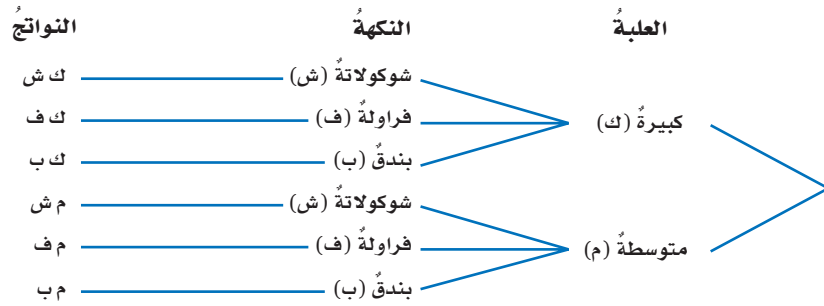 العلبةُ النكهةُ النواتجُ
شوكولاتةٌ (ش) ك ش
كبيرةٌ (ك) فراولةٌ (ف) ك ف
بندقٌ (ب) ك ب
شوكولاتةٌ (ش) م ش
متوسطةٌ (م) فراولةٌ (ف) م ف
بندقٌ (ب) م ب